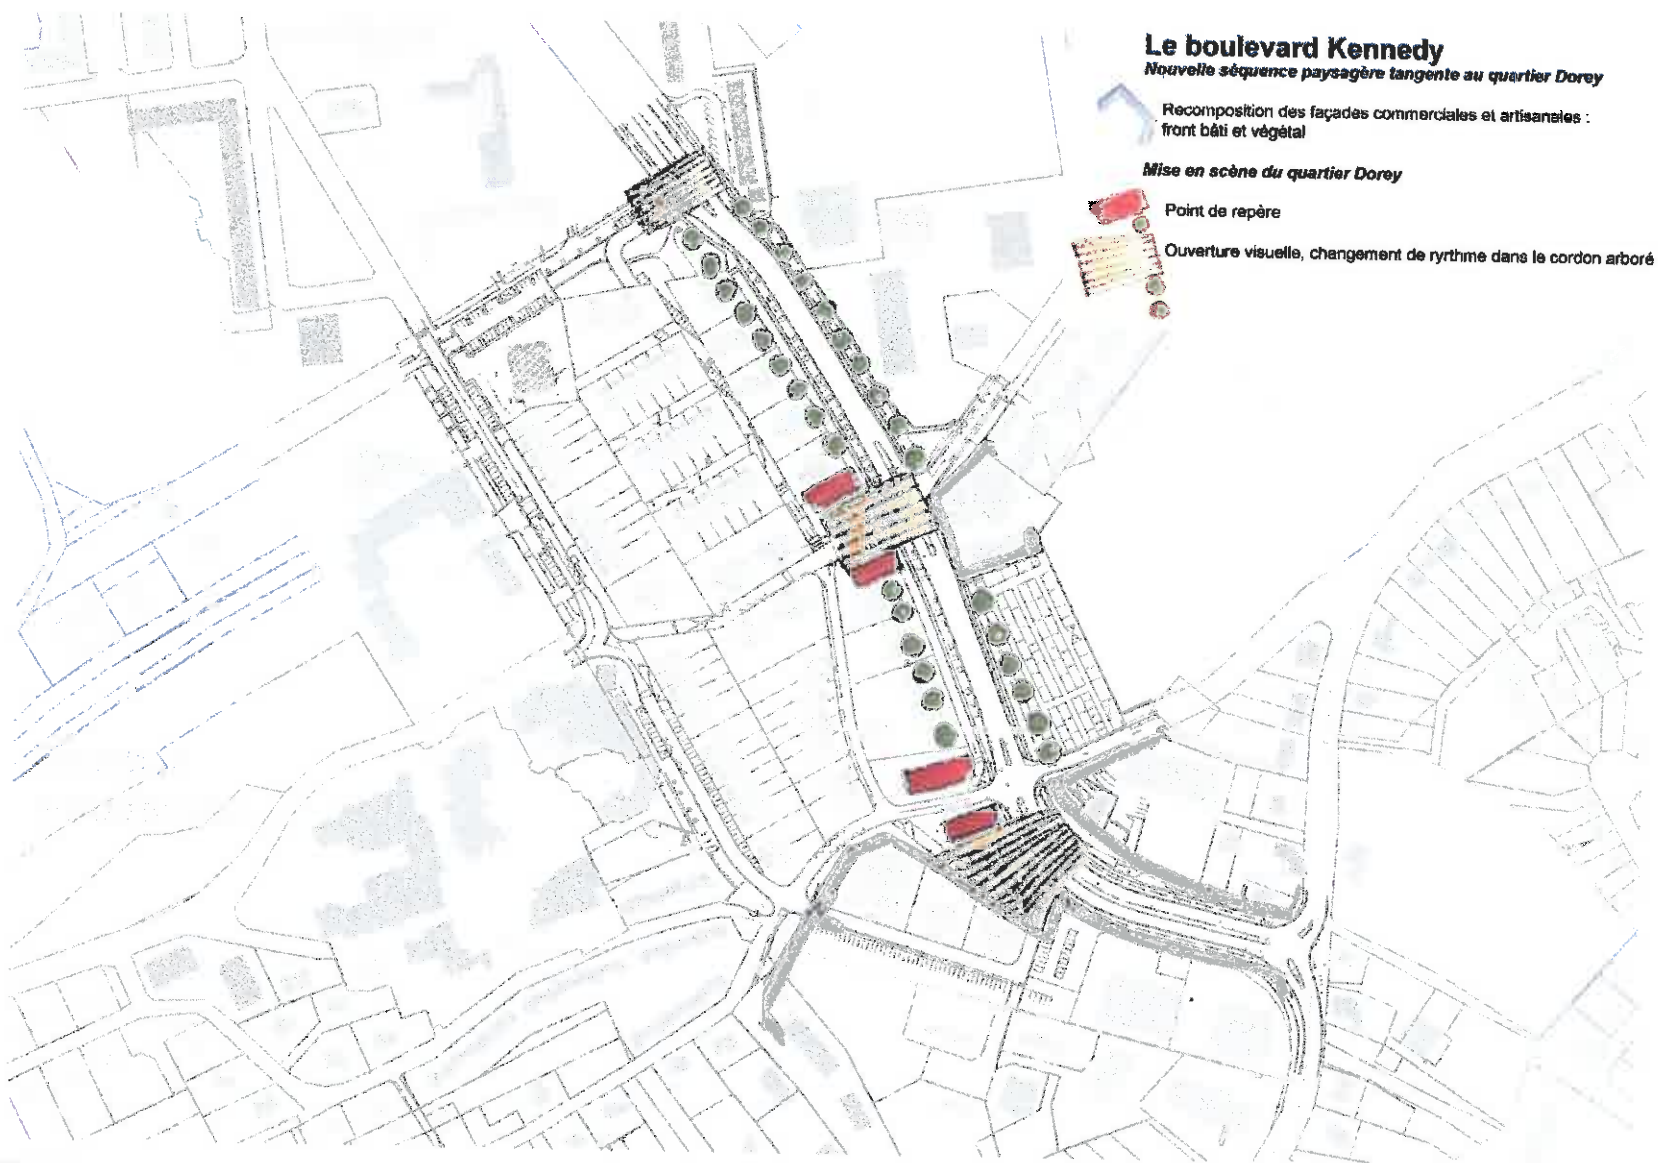 Le boulevard Kennedy
Nouvelle séquence paysagère tangente au quartier Dorey
Recomposition des façades commerciales et artisanales :
front bâti et végétal
Mise en scène du quartier Dorey
Point de repère
Ouverture visuelle, changement de ryrthme dans le cordon arboré